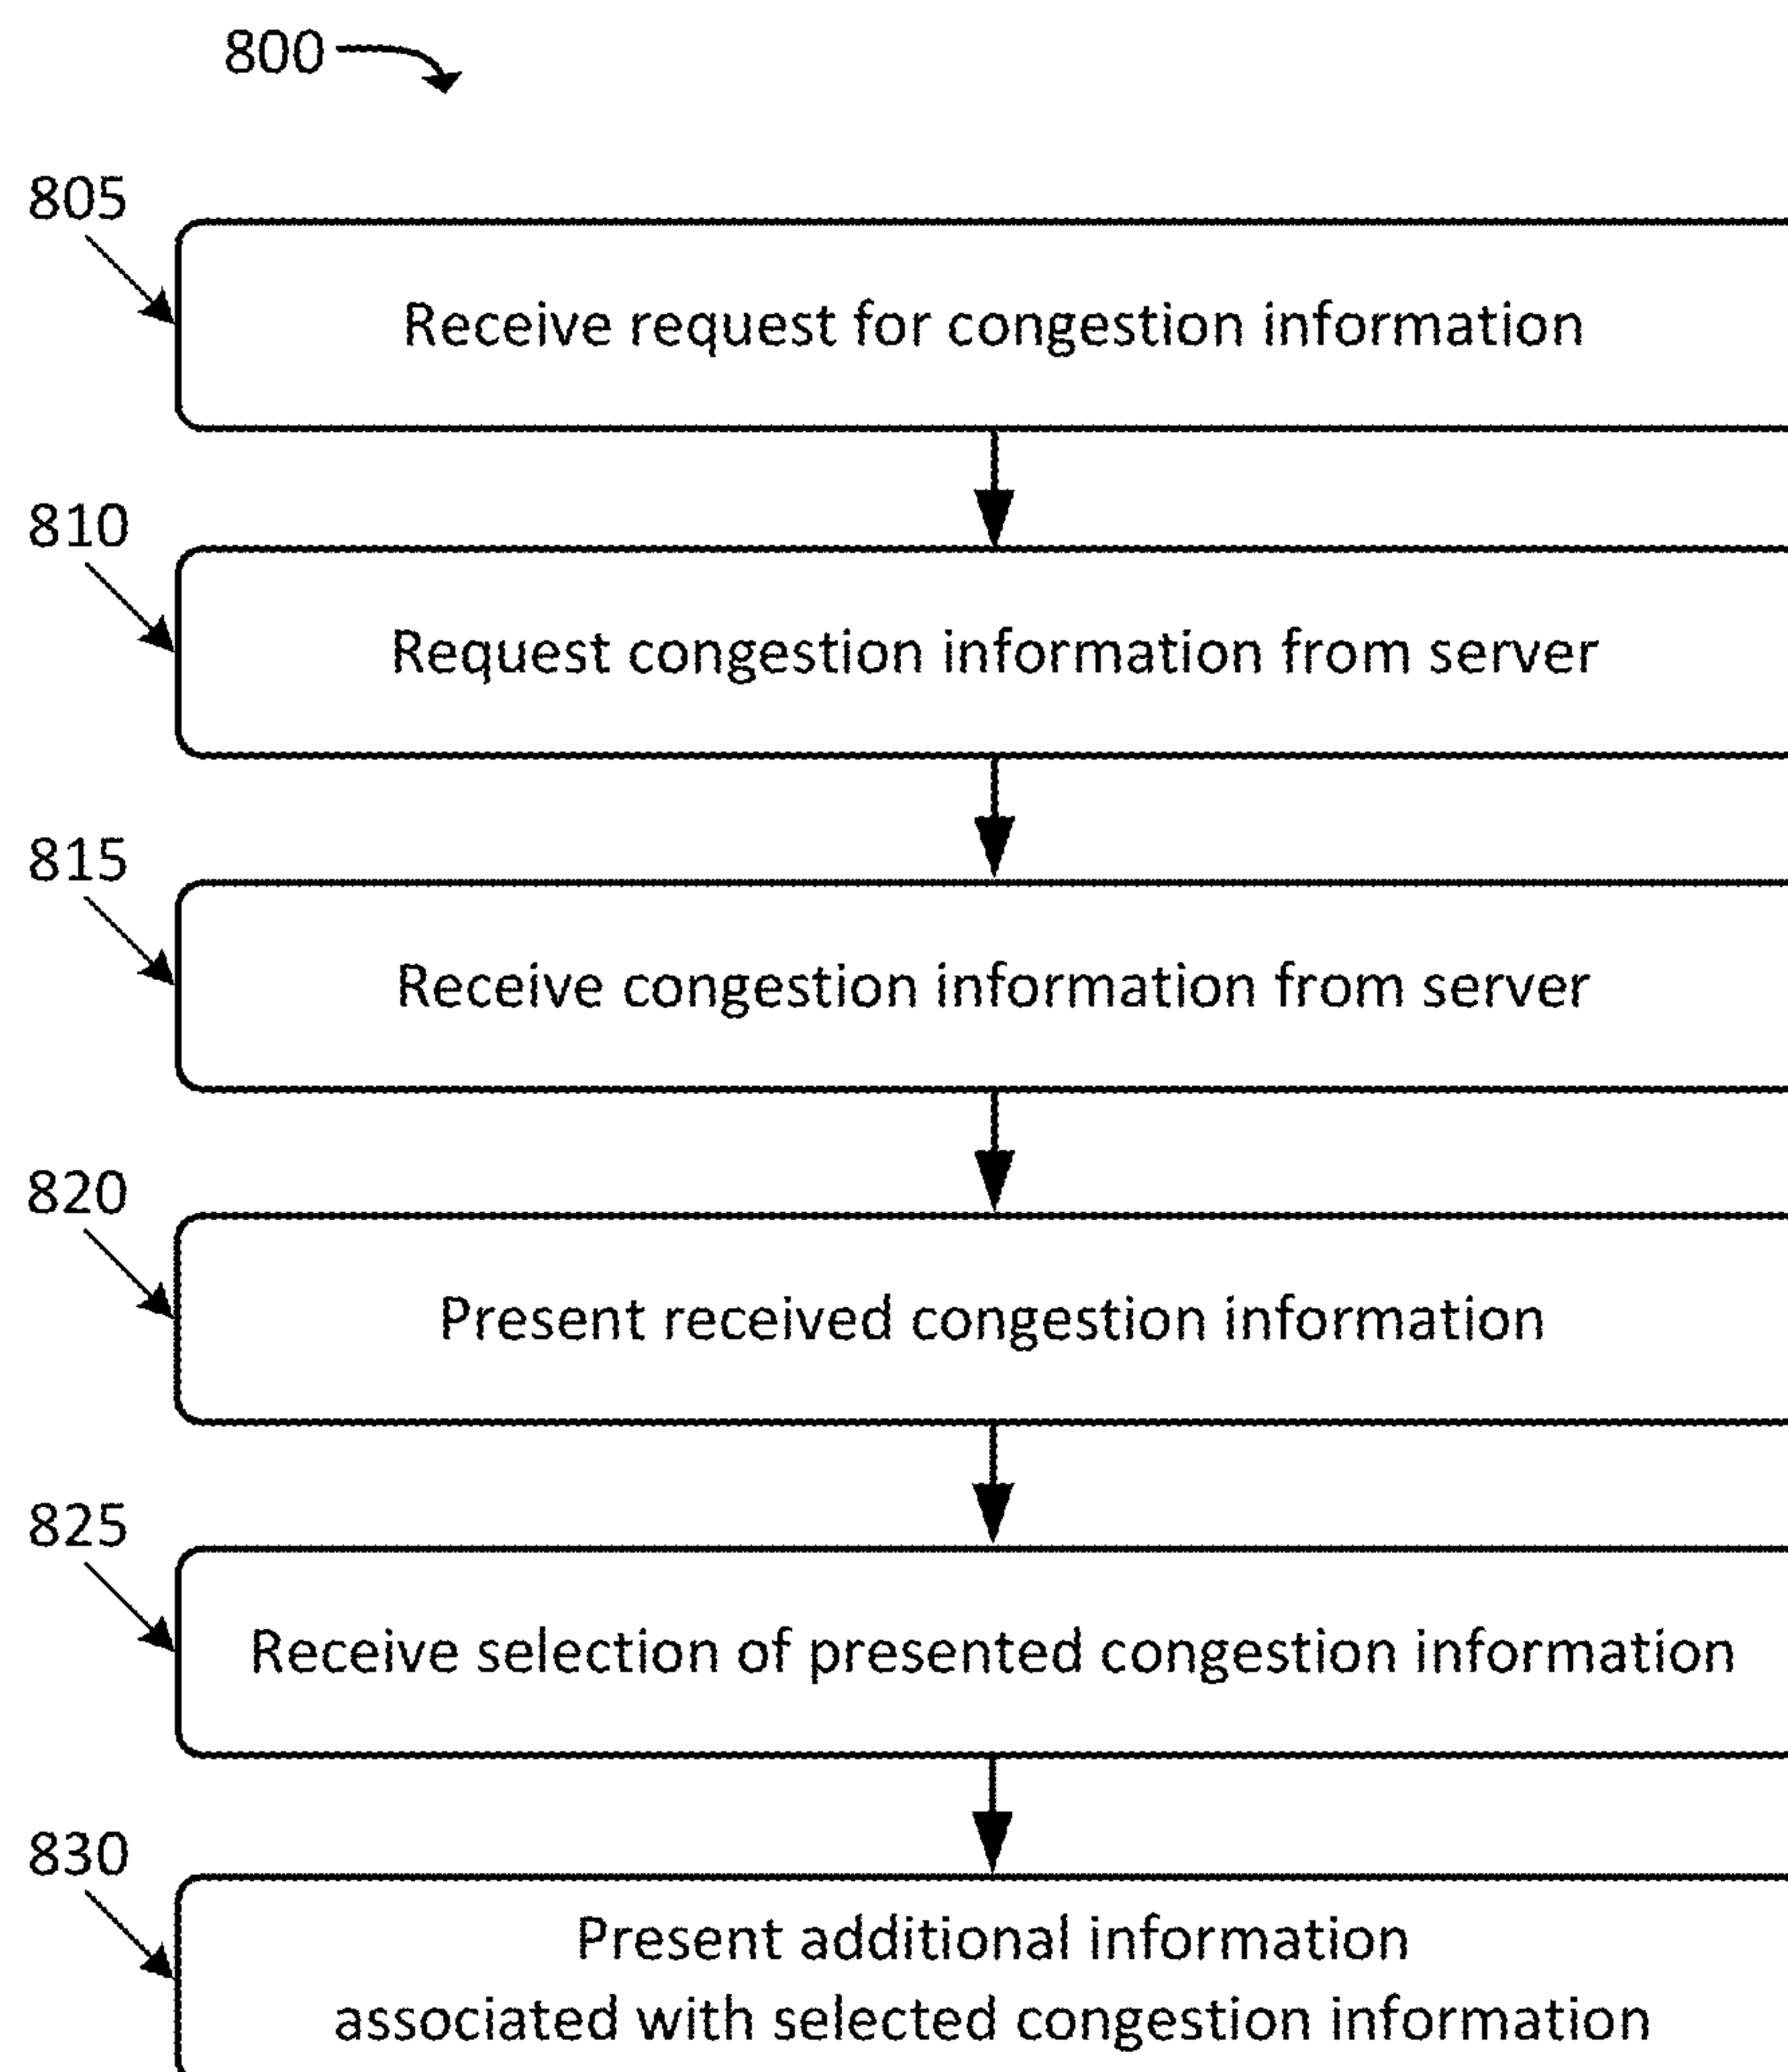 800
805
Receive request for congestion information
810
Request congestion information from server
815
Receive congestion information from server
820
Present received congestion information
825
Receive selection of presented congestion information
830
Present additional information
associated with selected congestion information